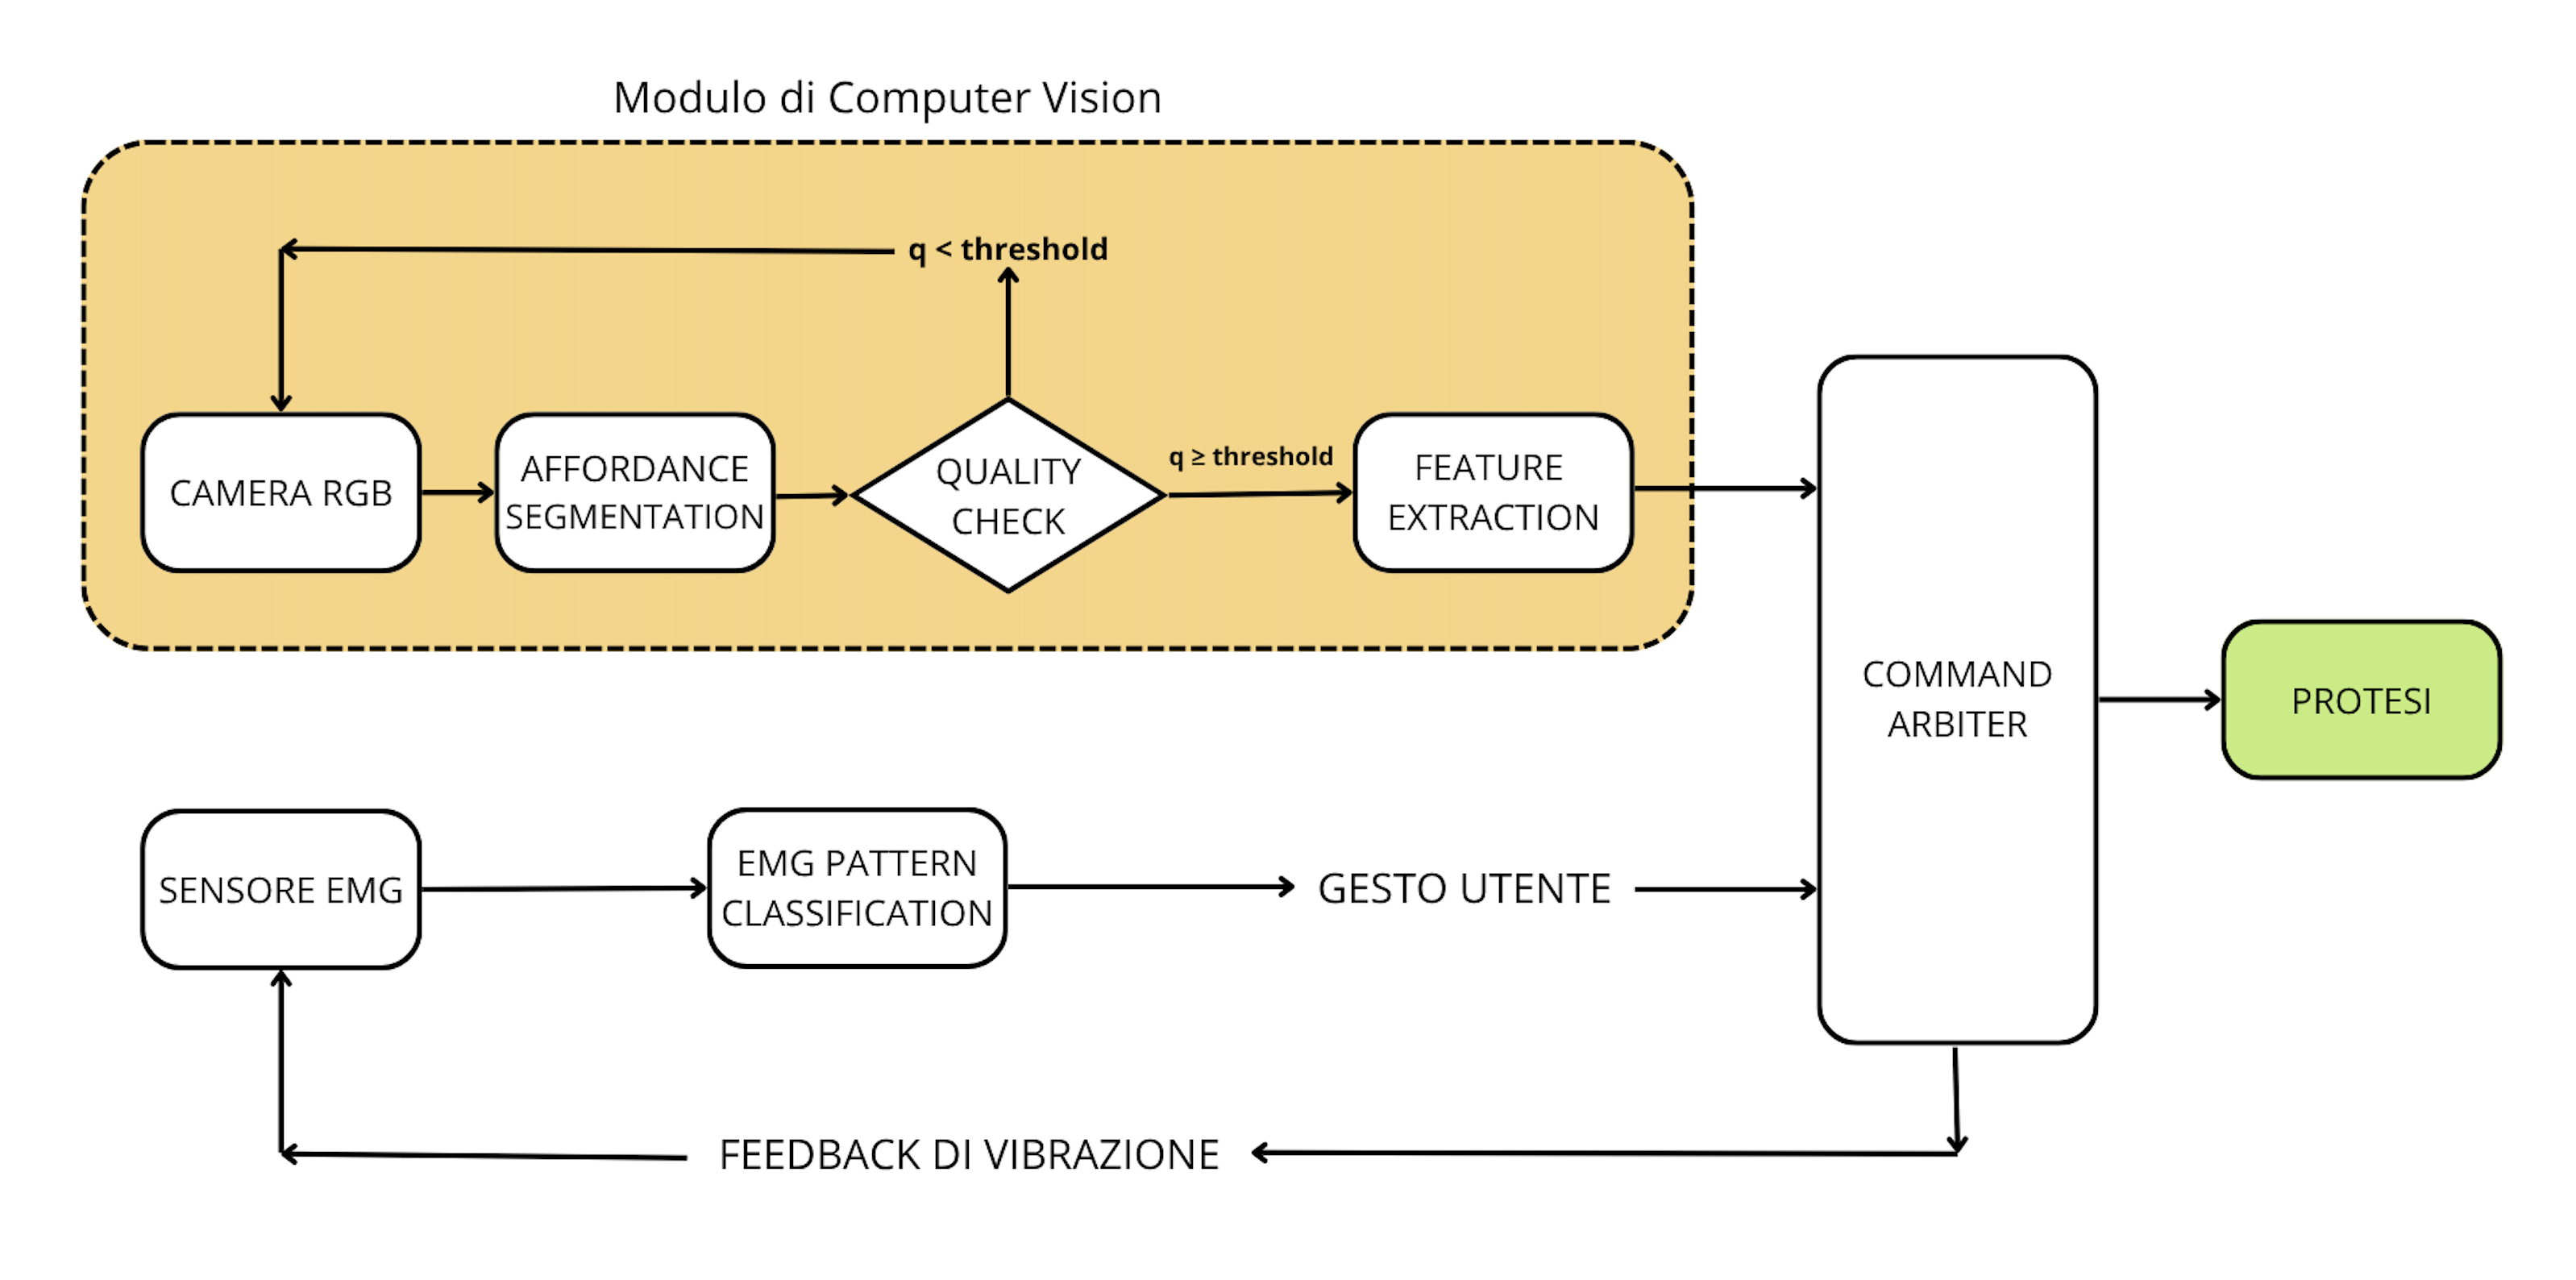 Modulo di Computer Vision
q < threshold
CAMERA RGB
AFFORDANCE
SEGMENTATION
QUALITY
CHECK
q ≥ threshold
FEATURE
EXTRACTION
COMMAND
ARBITER
PROTESI
SENSORE EMG
EMG PATTERN
CLASSIFICATION
GESTO UTENTE
FEEDBACK DI VIBRAZIONE